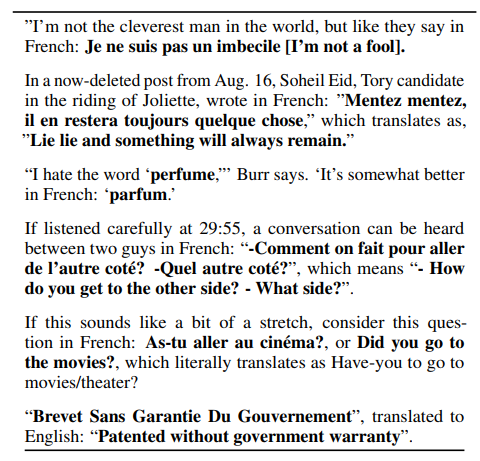 ”I’m not the cleverest man in the world, but like they say in
French: Je ne suis pas un imbecile [I’m not a fool].
In a now-deleted post from Aug. 16, Soheil Eid, Tory candidate
in the riding of Joliette, wrote in French: ”Mentez mentez,
il en restera toujours quelque chose,” which translates as,
”Lie lie and something will always remain.”
“I hate the word ‘perfume,”’ Burr says. ‘It’s somewhat better
in French: ‘parfum.’
If listened carefully at 29:55, a conversation can be heard
between two guys in French: “-Comment on fait pour aller
de l’autre coté? -Quel autre coté?”, which means “- How
do you get to the other side? - What side?”.
If this sounds like a bit of a stretch, consider this ques-
tion in French: As-tu aller au cinéma?, or Did you go to
the movies?, which literally translates as Have-you to go to
movies/theater?
“Brevet Sans Garantie Du Gouvernement”, translated to
English: “Patented without government warranty”.